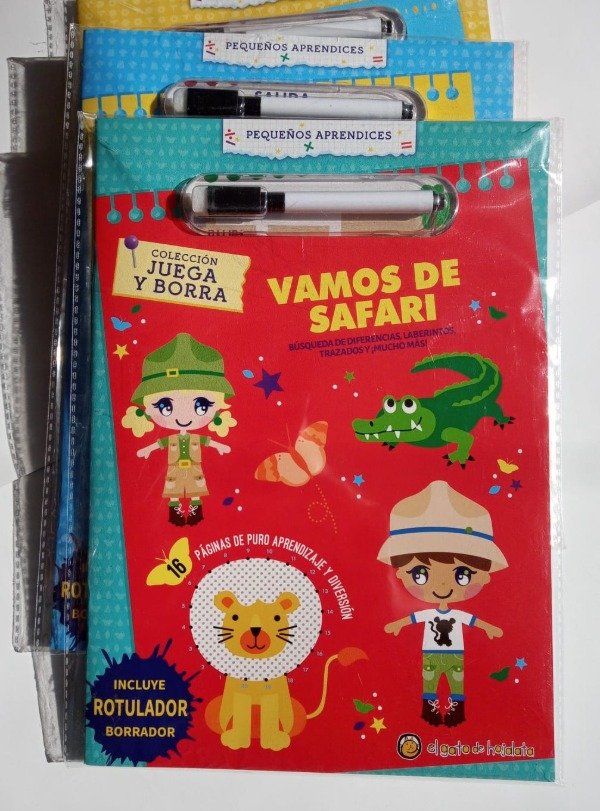 PEQUEÑOS APRENDICES
SALIDA
PEQUEÑOS APRENDICES
COLECCIÓN
JUEGA
Y BORRA
VAMOS DE
SAFARI
BÚSQUEDA DE DIFERENCIAS, LABERINTOS,
TRAZADOS Y ¡MUCHO MÁS!
16 PÁGINAS DE PURO APRENDIZAJE Y DIVERSIÓN
INCLUYE
ROTULADOR
BORRADOR
el gato de hojalata